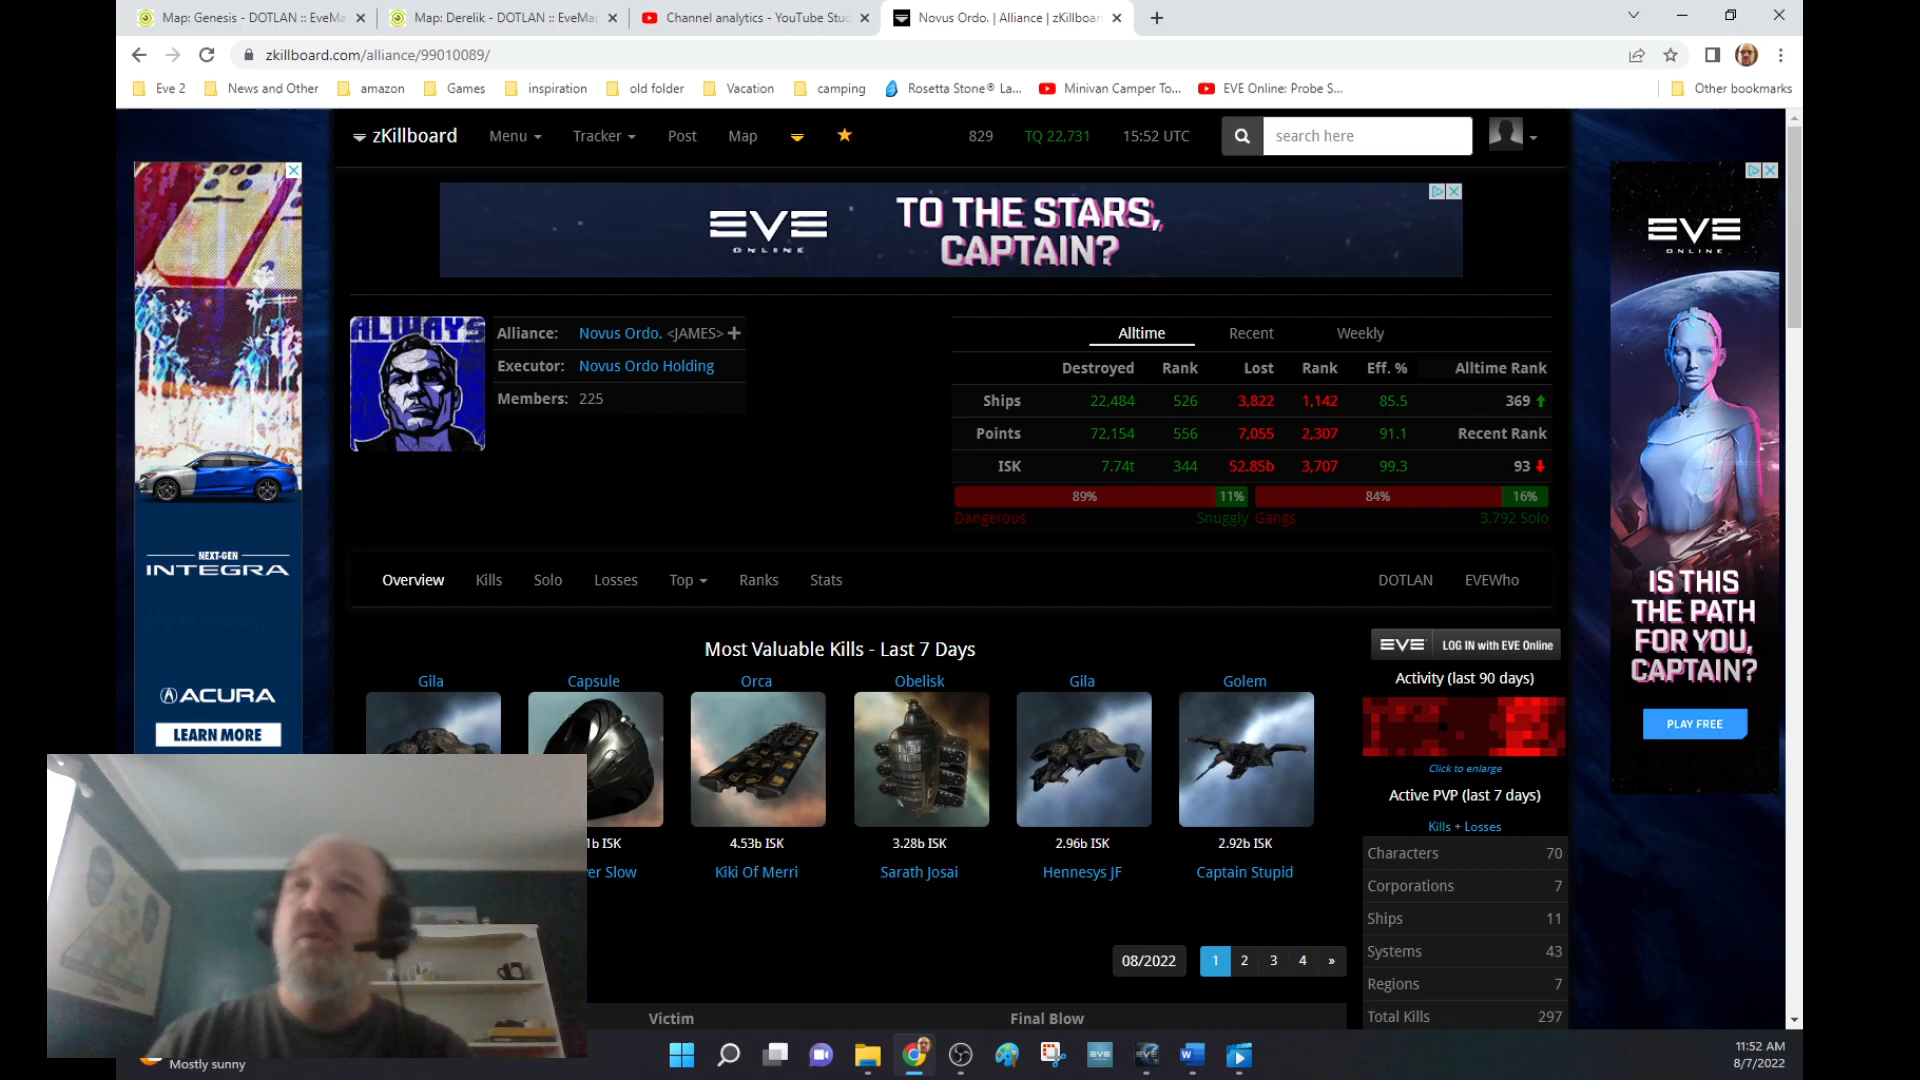 Map: Genesis - DOTLAN :: EveMa
Map: Derelik - DOTLAN :: EveMap
Channel analytics - YouTube Stud
Novus Ordo. | Alliance | zKillboar
zkillboard.com/alliance/99010089/
Eve 2
News and Other
amazon
Games
inspiration
old folder
Vacation
camping
Rosetta Stone® La...
Minivan Camper To...
EVE Online: Probe S...
Other bookmarks
zKillboard
Menu
Tracker
Post
Map
829
TQ 22,731
15:52 UTC
search here
EVE
ONLINE
TO THE STARS,
CAPTAIN?
ALWAYS
Alliance: Novus Ordo. <JAMES>
Executor: Novus Ordo Holding
Members: 225
Alltime Recent Weekly
Destroyed Rank Lost Rank Eff. % Alltime Rank
Ships 22,484 526 3,822 1,142 85.5 369
Points 72,154 556 7,055 2,307 91.1 Recent Rank
ISK 7.74t 344 52.85b 3,707 99.3 93
89% 11% 84% 16%
Dangerous Snuggly Gangs 3,792 Solo
Overview Kills Solo Losses Top Ranks Stats DOTLAN EVEWho
Most Valuable Kills - Last 7 Days
Gila Capsule Orca Obelisk Gila Golem
1b ISK 4.53b ISK 3.28b ISK 2.96b ISK 2.92b ISK
er Slow Kiki Of Merri Sarath Josai Hennesys JF Captain Stupid
08/2022 1 2 3 4 »
Victim Final Blow
EVE LOG IN with EVE Online
Activity (last 90 days)
Click to enlarge
Active PVP (last 7 days)
Kills + Losses
Characters 70
Corporations 7
Ships 11
Systems 43
Regions 7
Total Kills 297
NEXT-GEN
INTEGRA
ACURA
LEARN MORE
EVE
ONLINE
IS THIS
THE PATH
FOR YOU,
CAPTAIN?
PLAY FREE
Mostly sunny
11:52 AM
8/7/2022